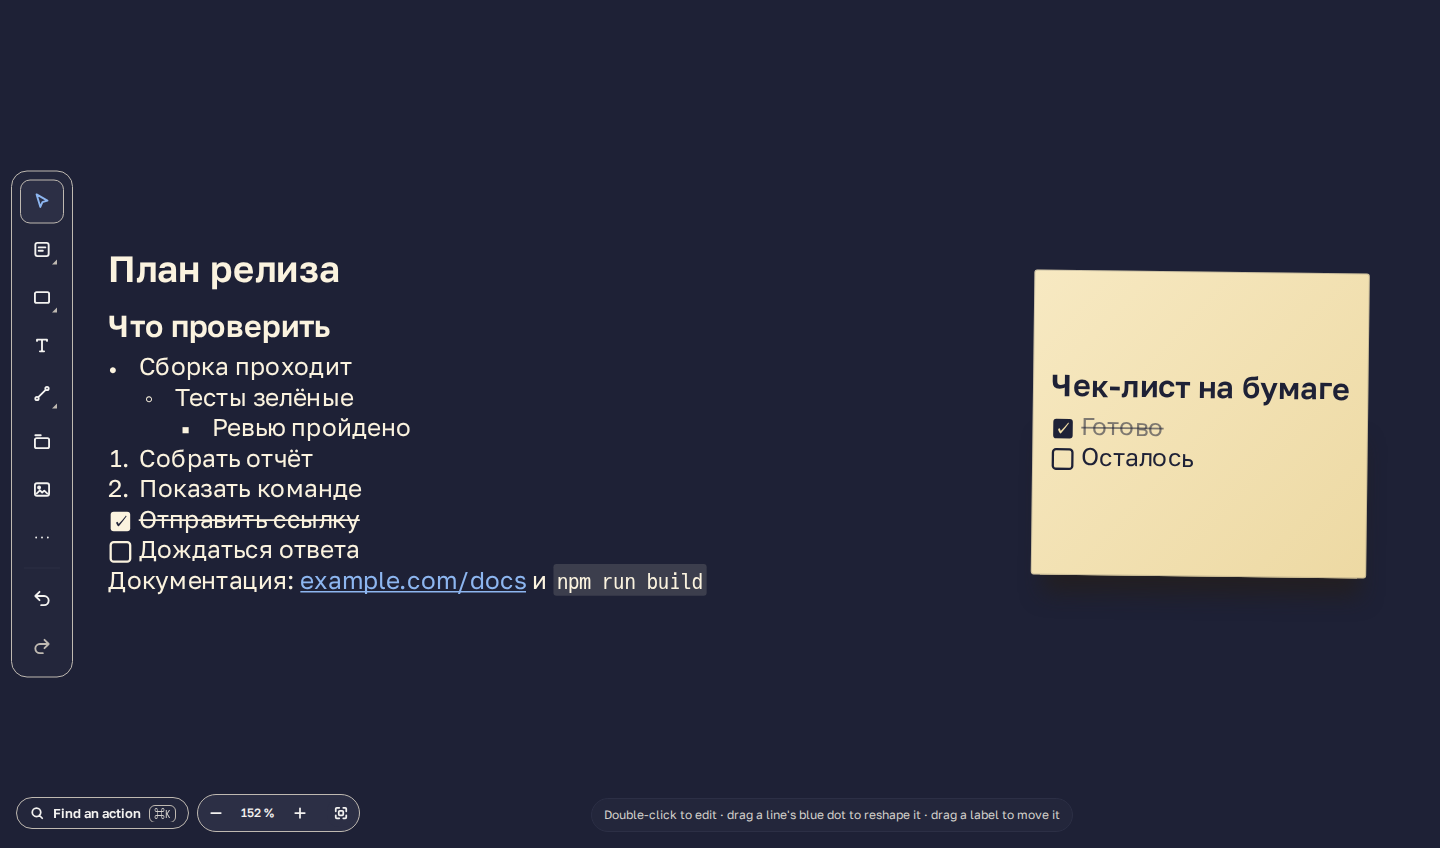 План релиза
Что проверить
• Сборка проходит
◦ Тесты зелёные
▪ Ревью пройдено
1. Собрать отчёт
2. Показать команде
☑ Отправить ссылку
☐ Дождаться ответа
Документация: example.com/docs и npm run build
Чек-лист на бумаге
☑ Готово
☐ Осталось
Find an action ⌘K
152 %
Double-click to edit · drag a line's blue dot to reshape it · drag a label to move it